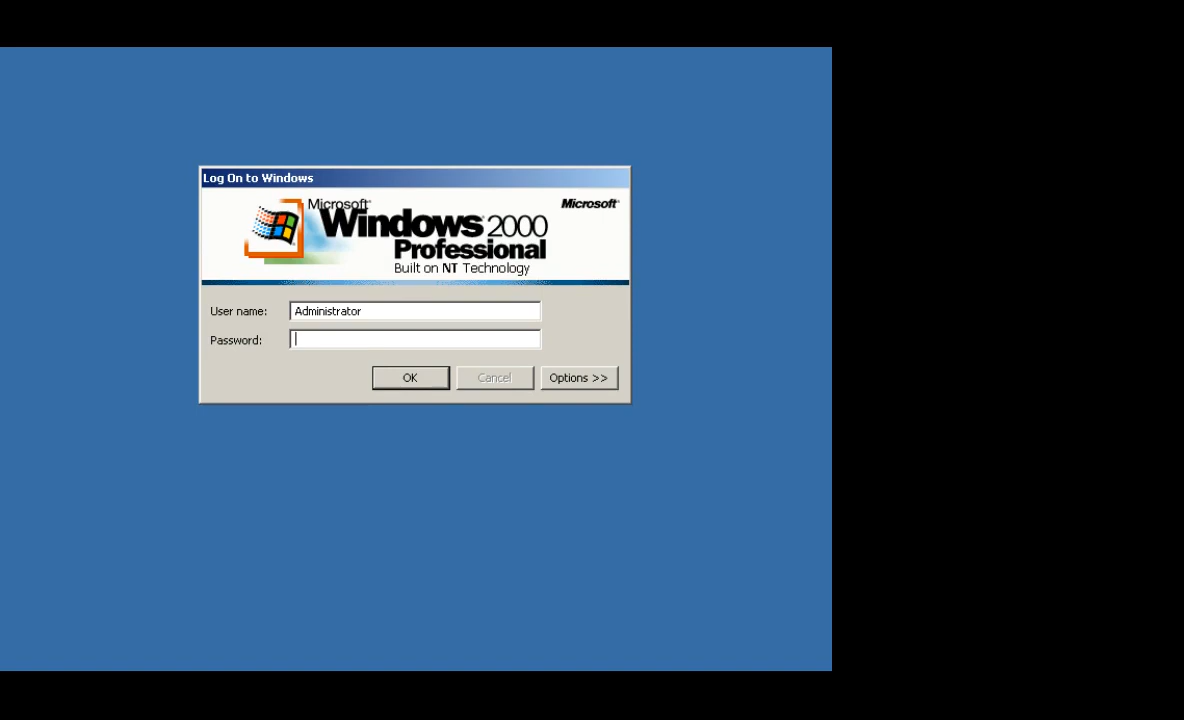 Log On to Windows
Microsoft
Microsoft
Windows 2000
Professional
Built on NT Technology
User name: Administrator
Password:
OK Cancel Options >>